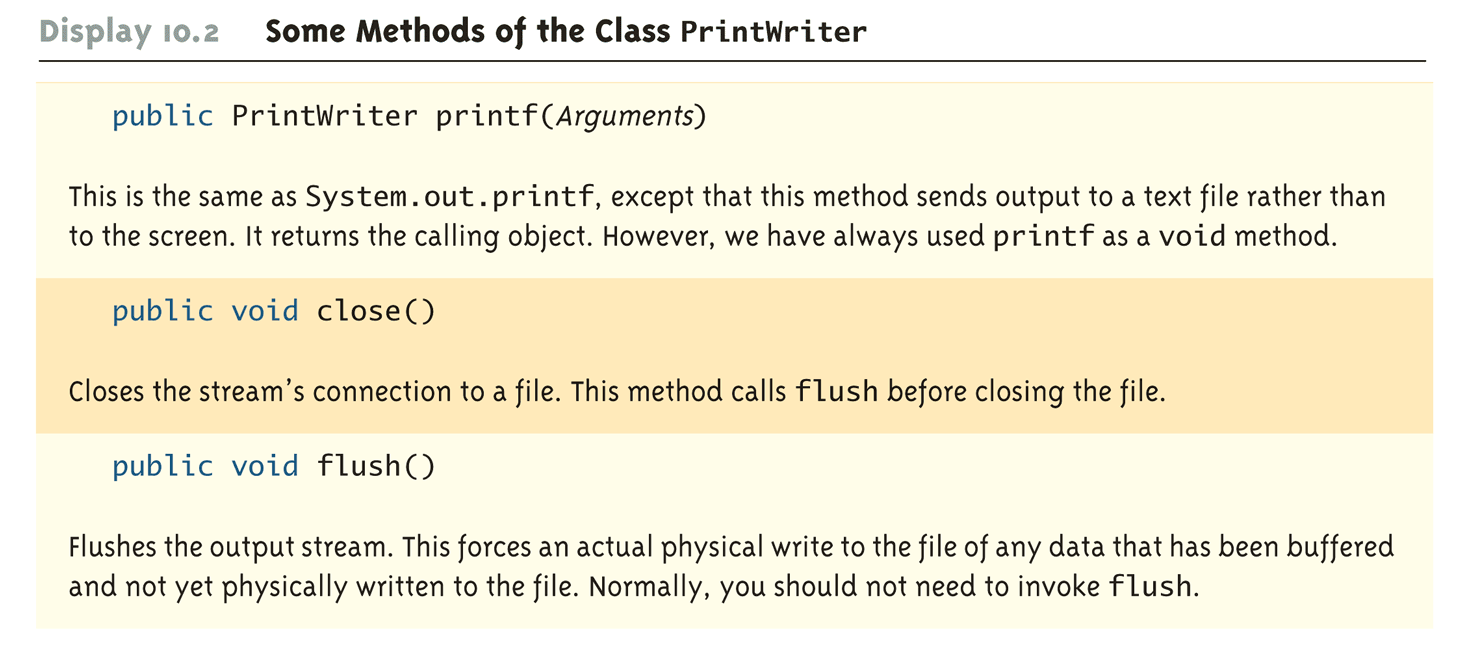 Display 10.2 Some Methods of the Class PrintWriter
public PrintWriter printf(Arguments)
This is the same as System.out.printf, except that this method sends output to a text file rather than
to the screen. It returns the calling object. However, we have always used printf as a void method.
public void close()
Closes the stream’s connection to a file. This method calls flush before closing the file.
public void flush()
Flushes the output stream. This forces an actual physical write to the file of any data that has been buffered
and not yet physically written to the file. Normally, you should not need to invoke flush.